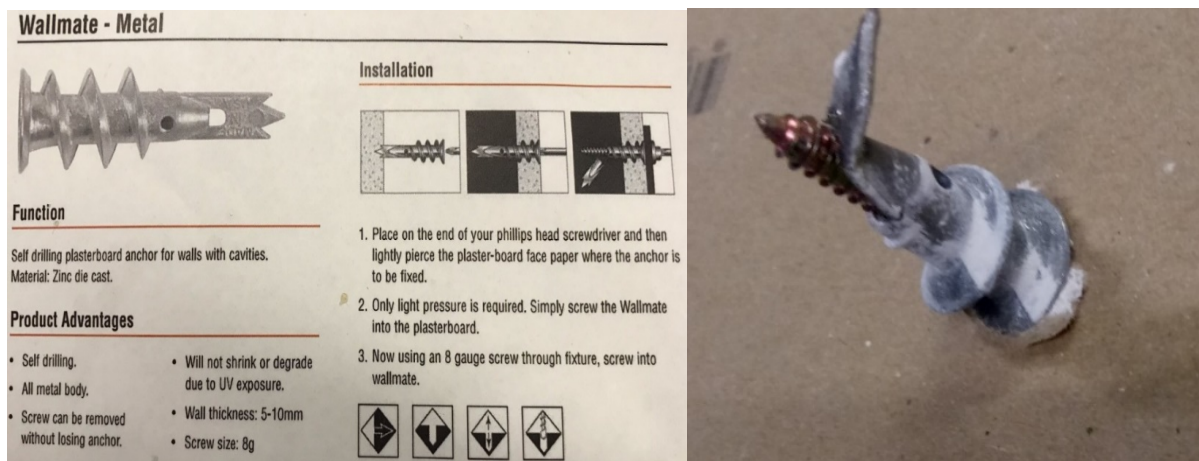 Wallmate - Metal
Function
Self drilling plasterboard anchor for walls with cavities.
Material: Zinc die cast.
Product Advantages
• Self drilling.
• All metal body.
• Screw can be removed
without losing anchor.
• Will not shrink or degrade
due to UV exposure.
• Wall thickness: 5-10mm
• Screw size: 8g
Installation
1. Place on the end of your phillips head screwdriver and then
lightly pierce the plaster-board face paper where the anchor is
to be fixed.
2. Only light pressure is required. Simply screw the Wallmate
into the plasterboard.
3. Now using an 8 gauge screw through fixture, screw into
wallmate.